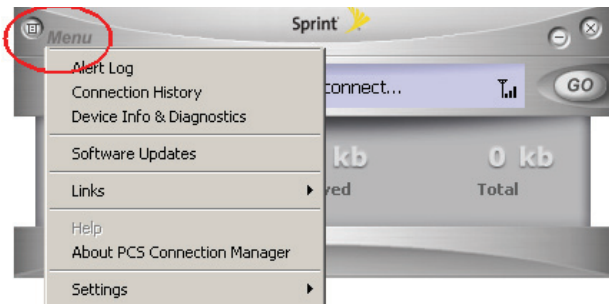 Sprint
Menu
Alert Log
Connection History
Device Info & Diagnostics
Software Updates
Links
Help
About PCS Connection Manager
Settings
connect...
GO
kb
0 kb
ved
Total